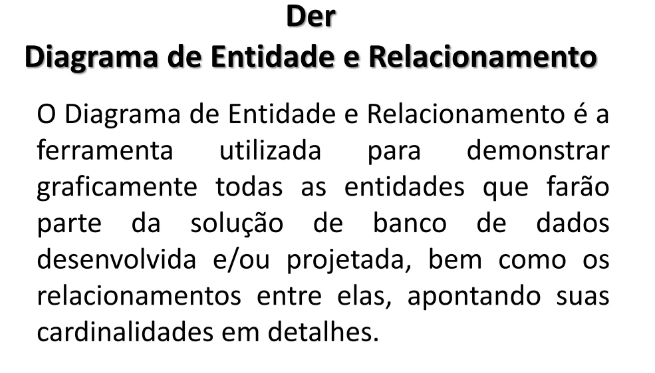 Der
Diagrama de Entidade e Relacionamento
O Diagrama de Entidade e Relacionamento é a
ferramenta utilizada para demonstrar
graficamente todas as entidades que farão
parte da solução de banco de dados
desenvolvida e/ou projetada, bem como os
relacionamentos entre elas, apontando suas
cardinalidades em detalhes.